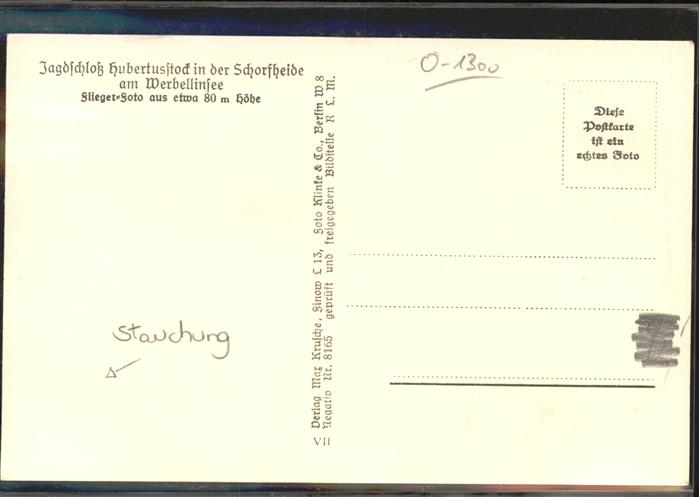 Jagdschloß Hubertusstock in der Schorfheide
am Werbellinsee
Flieger-Foto aus etwa 80 m Höhe
O-1300
Diese
Postkarte
ist ein
echtes Foto
Verlag Max Krusche, Finow L 13, Foto Klinke & Co., Berlin W 8
Negativ Nr. 8165 geprüft und freigegeben Bildstelle R L. M.
VII
Stauchung